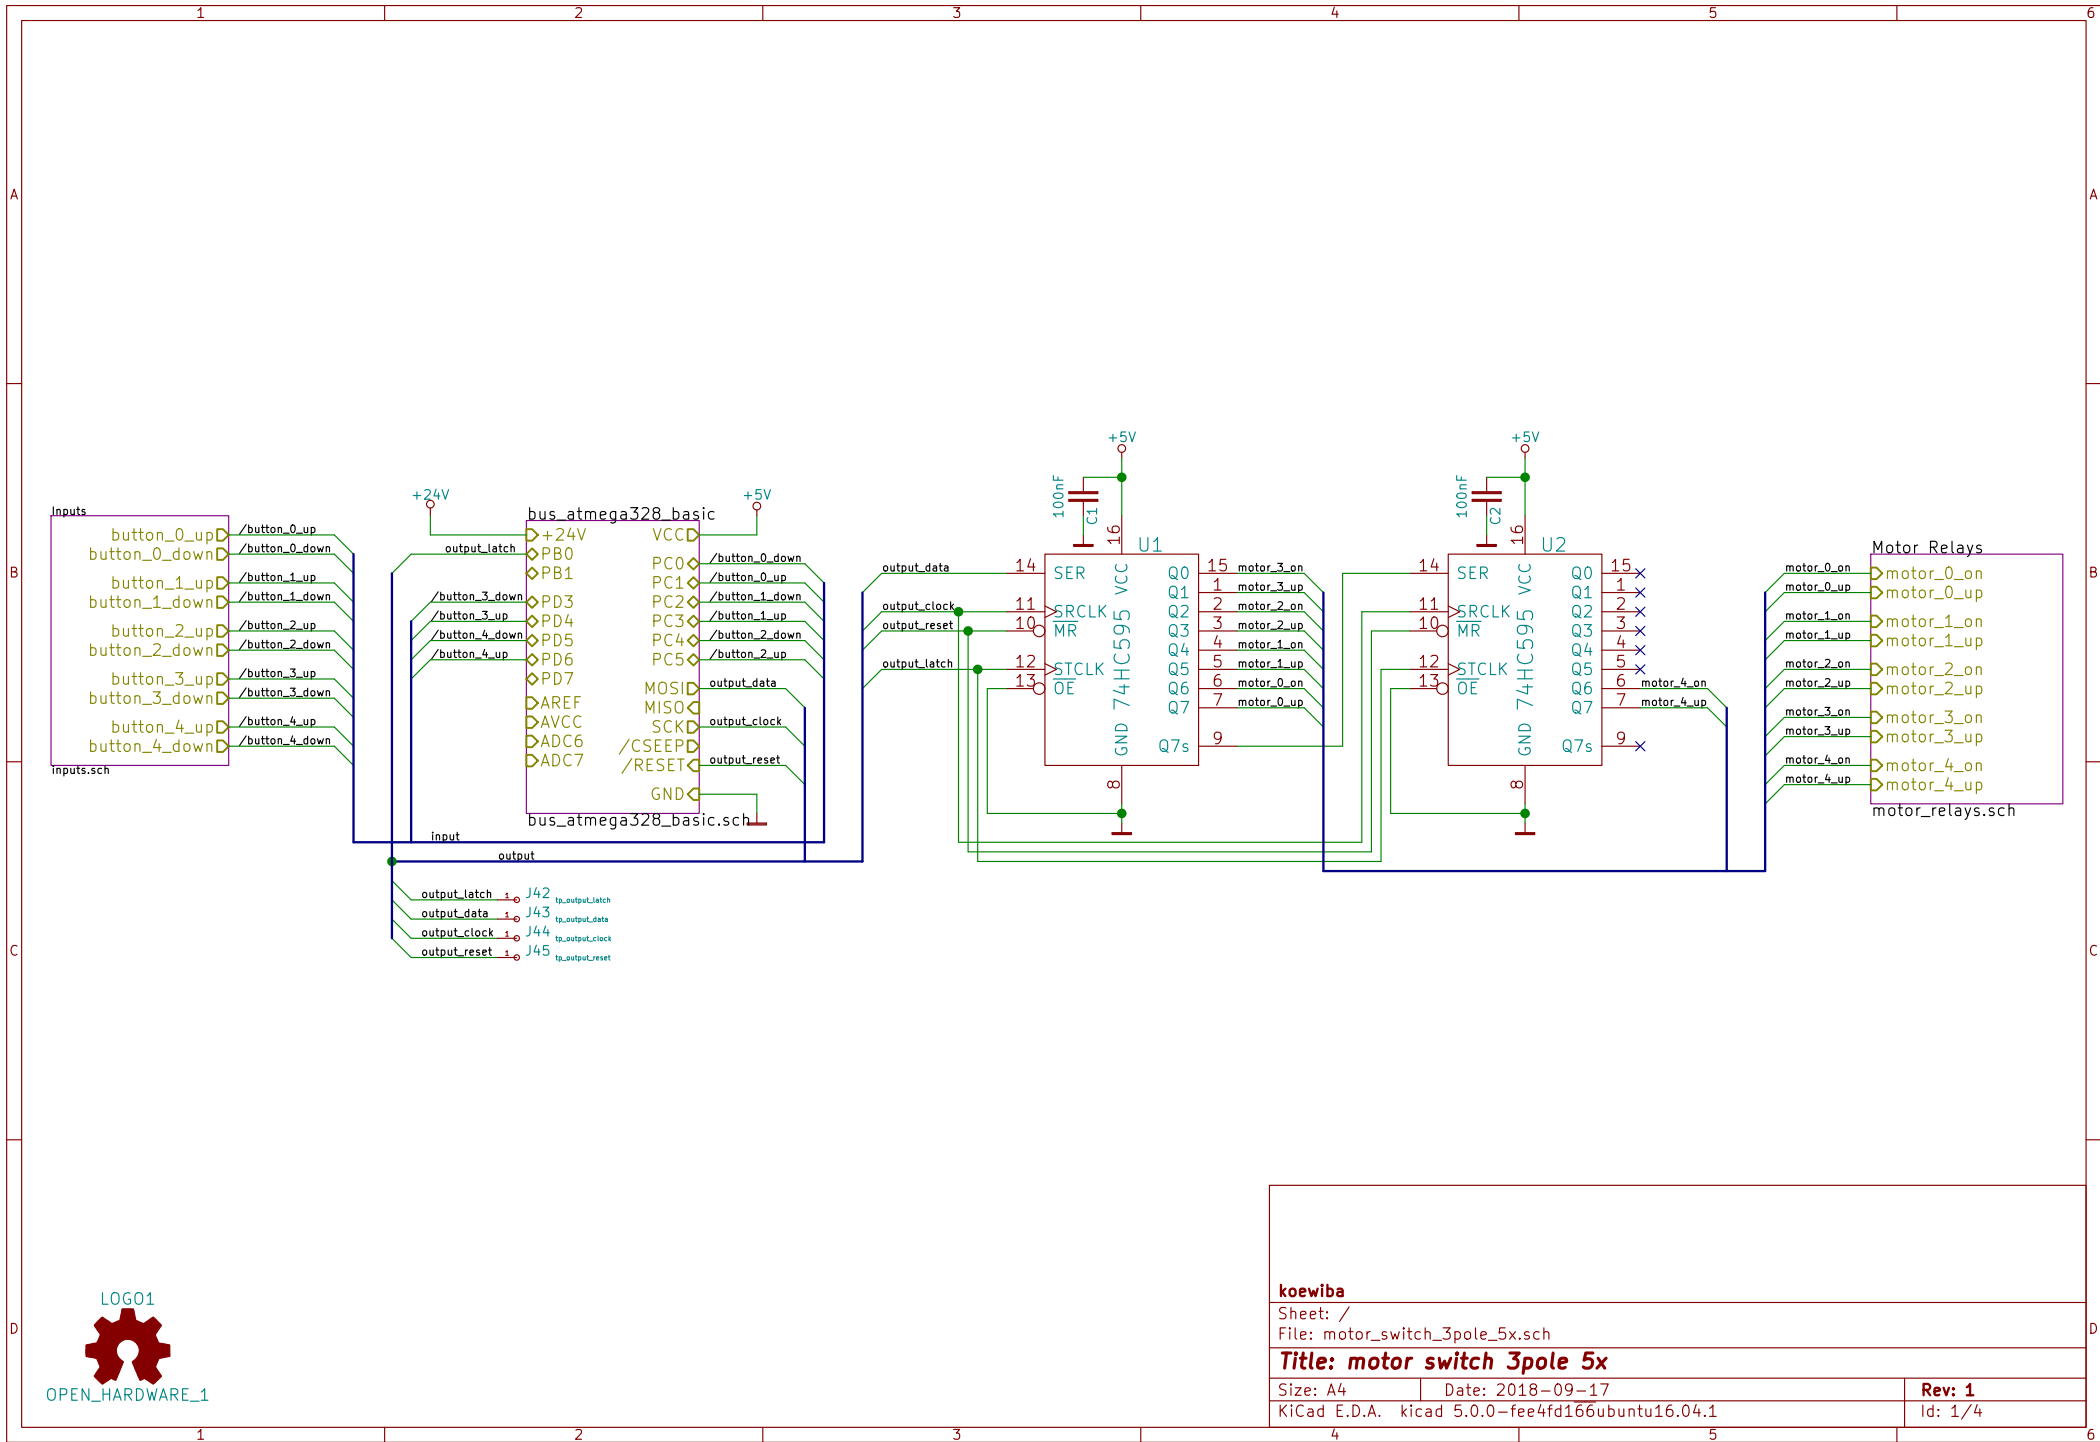 1 2 3 4 5 6
A A
B B
C C
D D
1 2 3 4 5 6
Inputs
button_0_up
button_0_down
button_1_up
button_1_down
button_2_up
button_2_down
button_3_up
button_3_down
button_4_up
button_4_down
inputs.sch
/button_0_up
/button_0_down
/button_1_up
/button_1_down
/button_2_up
/button_2_down
/button_3_up
/button_3_down
/button_4_up
/button_4_down
+24V
output_latch
/button_3_down
/button_3_up
/button_4_down
/button_4_up
input
output
bus_atmega328_basic
+24V
PB0
PB1
PD3
PD4
PD5
PD6
PD7
AREF
AVCC
ADC6
ADC7
VCC
PC0
PC1
PC2
PC3
PC4
PC5
MOSI
MISO
SCK
/CSEEP
/RESET
GND
bus_atmega328_basic.sch
+5V
/button_0_down
/button_0_up
/button_1_down
/button_1_up
/button_2_down
/button_2_up
output_data
output_clock
output_reset
output_latch 1 J42 tp_output_latch
output_data 1 J43 tp_output_data
output_clock 1 J44 tp_output_clock
output_reset 1 J45 tp_output_reset
output_data
output_clock
output_reset
output_latch
+5V
100nF
C1
U1
74HC595
16
VCC
14 SER
11 SRCLK
10 MR
12 STCLK
13 OE
GND
8
Q0 15 motor_3_on
Q1 1 motor_3_up
Q2 2 motor_2_on
Q3 3 motor_2_up
Q4 4 motor_1_on
Q5 5 motor_1_up
Q6 6 motor_0_on
Q7 7 motor_0_up
Q7s 9
+5V
100nF
C2
U2
74HC595
16
VCC
14 SER
11 SRCLK
10 MR
12 STCLK
13 OE
GND
8
Q0 15
Q1 1
Q2 2
Q3 3
Q4 4
Q5 5
Q6 6 motor_4_on
Q7 7 motor_4_up
Q7s 9
Motor Relays
motor_0_on motor_0_on
motor_0_up motor_0_up
motor_1_on motor_1_on
motor_1_up motor_1_up
motor_2_on motor_2_on
motor_2_up motor_2_up
motor_3_on motor_3_on
motor_3_up motor_3_up
motor_4_on motor_4_on
motor_4_up motor_4_up
motor_relays.sch
LOGO1
OPEN_HARDWARE_1
koewiba
Sheet: /
File: motor_switch_3pole_5x.sch
Title: motor switch 3pole 5x
Size: A4 Date: 2018-09-17 Rev: 1
KiCad E.D.A. kicad 5.0.0-fee4fd166ubuntu16.04.1 Id: 1/4